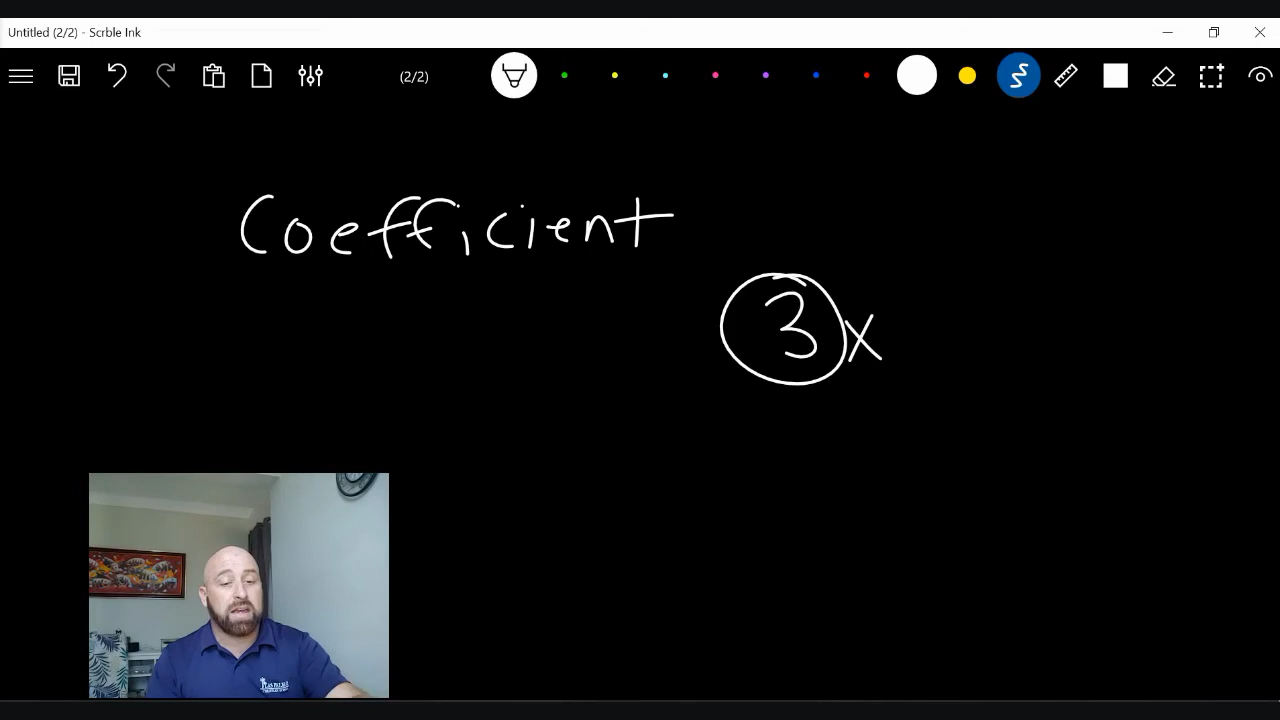 Untitled (2/2) - Scrble Ink
(2/2)
Coefficient
3x